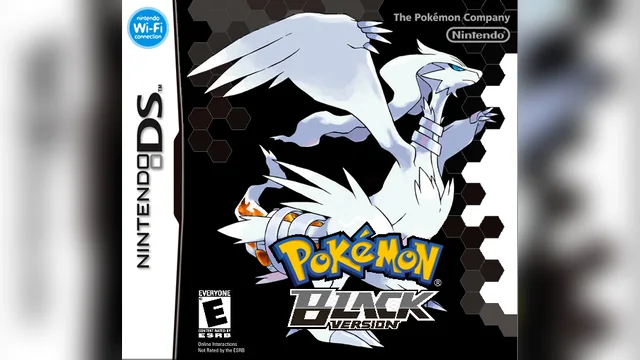 Nintendo
Wi-Fi
connection
The Pokémon Company
Nintendo
NINTENDO DS™
POKéMON®
BLACK
VERSION
EVERYONE
E
CONTENT RATED BY
ESRB
Online Interactions
Not Rated by the ESRB